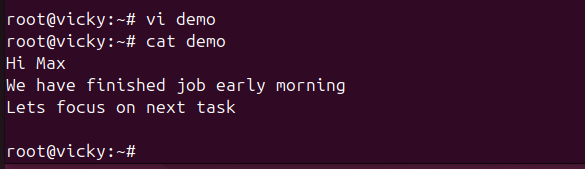 root@vicky:~# vi demo
root@vicky:~# cat demo
Hi Max
We have finished job early morning
Lets focus on next task
root@vicky:~#